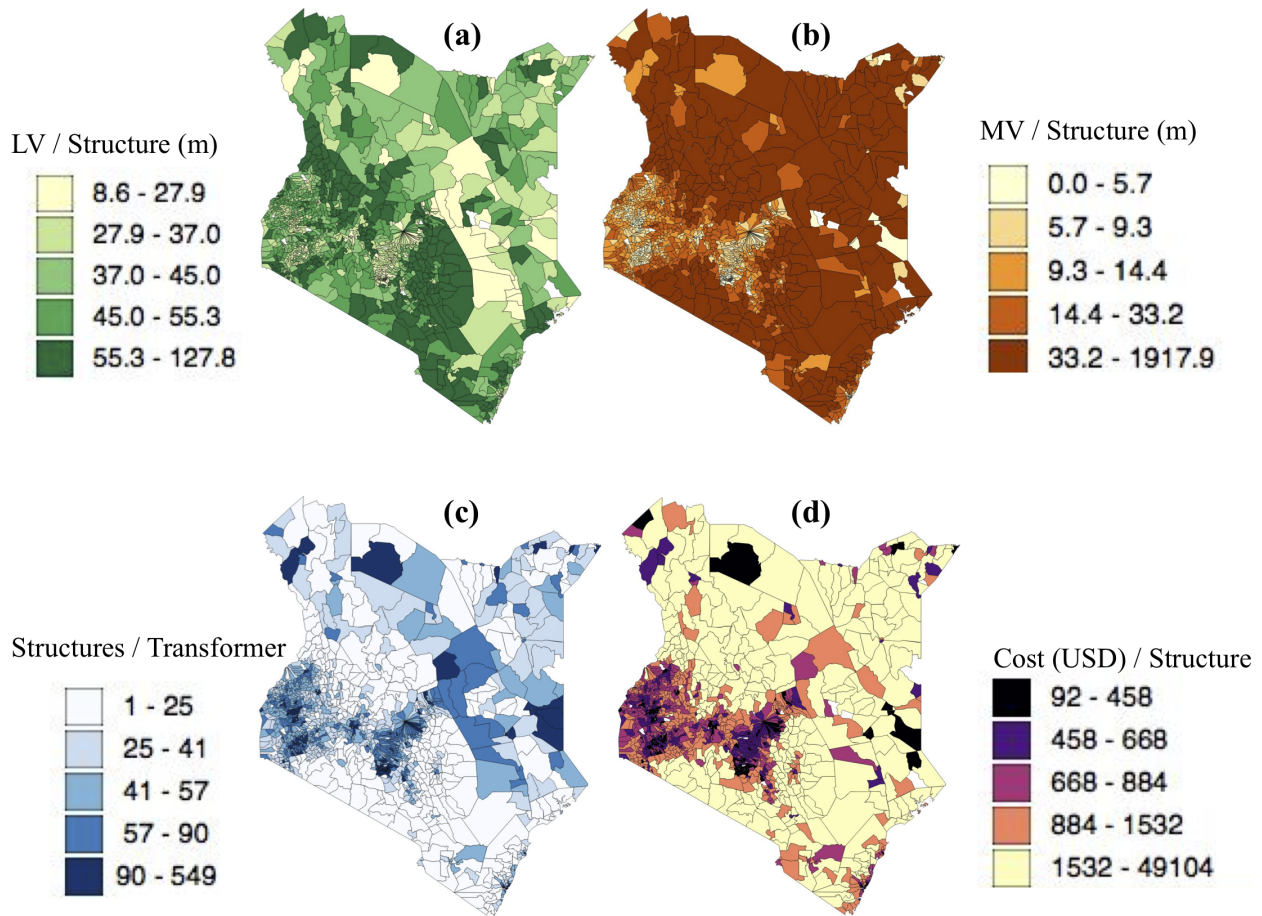 (a)
(b)
LV / Structure (m)
8.6 - 27.9
27.9 - 37.0
37.0 - 45.0
45.0 - 55.3
55.3 - 127.8
MV / Structure (m)
0.0 - 5.7
5.7 - 9.3
9.3 - 14.4
14.4 - 33.2
33.2 - 1917.9
(c)
(d)
Structures / Transformer
1 - 25
25 - 41
41 - 57
57 - 90
90 - 549
Cost (USD) / Structure
92 - 458
458 - 668
668 - 884
884 - 1532
1532 - 49104